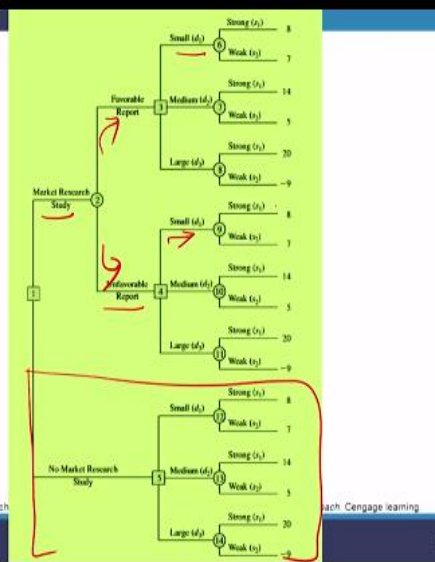 Strong (s₁) 8
Small (d₁)
6
Weak (s₂) 7
Strong (s₁) 14
Favorable
Report
3
Medium (d₂)
7
Weak (s₂) 5
Strong (s₁) 20
Large (d₃)
8
Weak (s₂) -9
Market Research
Study
2
Strong (s₁) 8
Small (d₁)
9
Weak (s₂) 7
1
Strong (s₁) 14
Unfavorable
Report
4
Medium (d₂)
10
Weak (s₂) 5
Strong (s₁) 20
Large (d₃)
11
Weak (s₂) -9
Strong (s₁) 8
Small (d₁)
12
Weak (s₂) 7
Strong (s₁) 14
No Market Research
Study
5
Medium (d₂)
13
Weak (s₂) 5
ch
ach Cengage learning
Strong (s₁) 20
Large (d₃)
14
Weak (s₂) -9